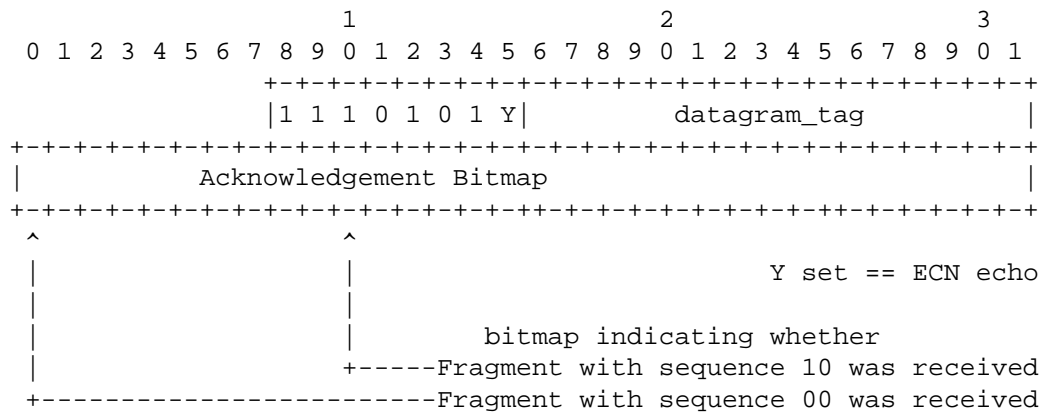 1                   2                   3
 0 1 2 3 4 5 6 7 8 9 0 1 2 3 4 5 6 7 8 9 0 1 2 3 4 5 6 7 8 9 0 1
                +-+-+-+-+-+-+-+-+-+-+-+-+-+-+-+-+-+-+-+-+-+-+-+-+
                |1 1 1 0 1 0 1 Y|         datagram_tag          |
+-+-+-+-+-+-+-+-+-+-+-+-+-+-+-+-+-+-+-+-+-+-+-+-+-+-+-+-+-+-+-+-+
|            Acknowledgement Bitmap                             |
+-+-+-+-+-+-+-+-+-+-+-+-+-+-+-+-++-+-+-+-+-+-+-+-++-+-+-+-+-+-+-+
 ^                   ^
 |                   |                          Y set == ECN echo
 |                   |
 |                   |        bitmap indicating whether
 |                   +-----Fragment with sequence 10 was received
 +-------------------------Fragment with sequence 00 was received